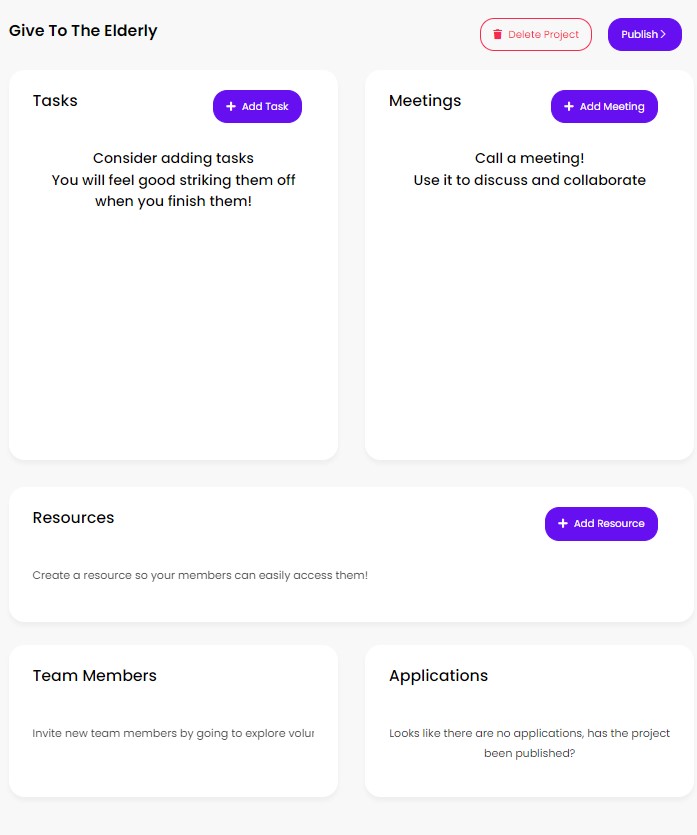 Give To The Elderly
Delete Project
Publish
Tasks
Add Task
Consider adding tasks
You will feel good striking them off
when you finish them!
Meetings
Add Meeting
Call a meeting!
Use it to discuss and collaborate
Resources
Add Resource
Create a resource so your members can easily access them!
Team Members
Invite new team members by going to explore
Applications
Looks like there are no applications, has the project
been published?